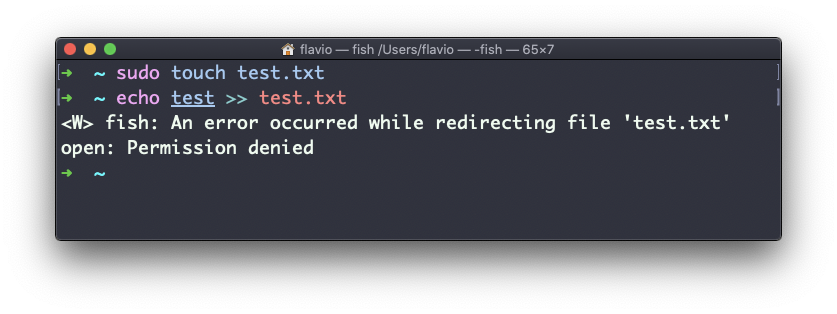 flavio — fish /Users/flavio — -fish — 65×7
➜ ~ sudo touch test.txt
➜ ~ echo test >> test.txt
<W> fish: An error occurred while redirecting file 'test.txt'
open: Permission denied
➜ ~